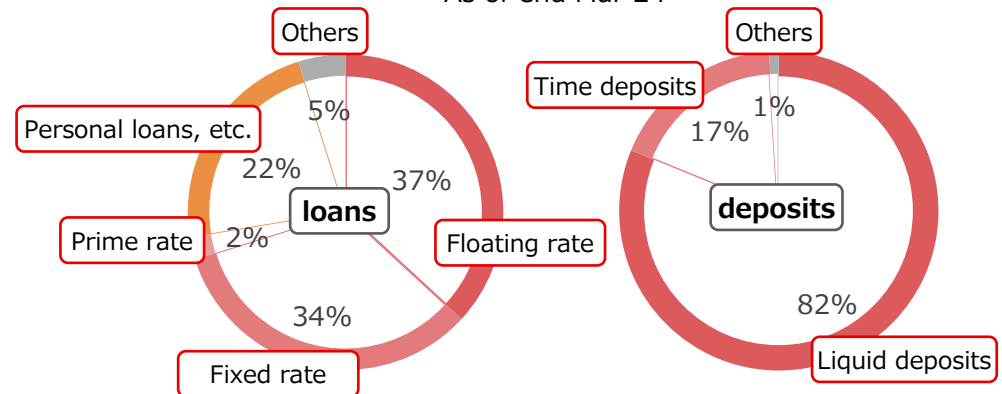 Others
Personal loans, etc.
5%
22%
37%
loans
Prime rate
2%
Floating rate
34%
Fixed rate
Others
Time deposits
1%
17%
deposits
82%
Liquid deposits